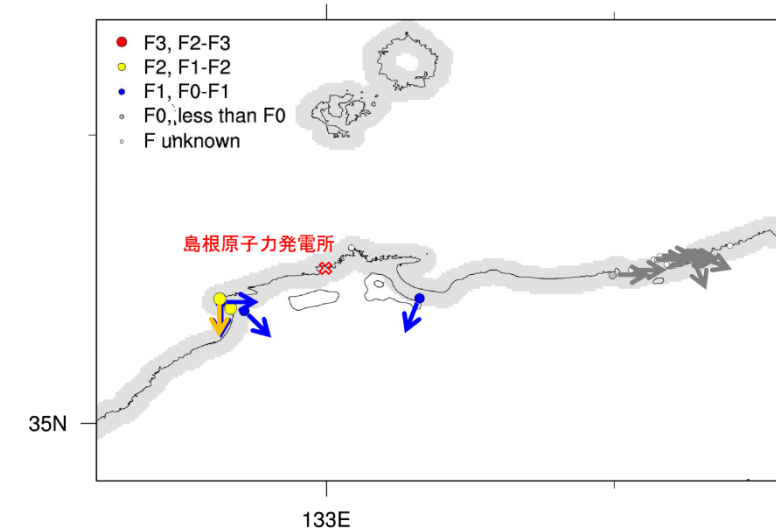 F3, F2-F3
F2, F1-F2
F1, F0-F1
F0, less than F0
F unknown
島根原子力発電所
35N
133E